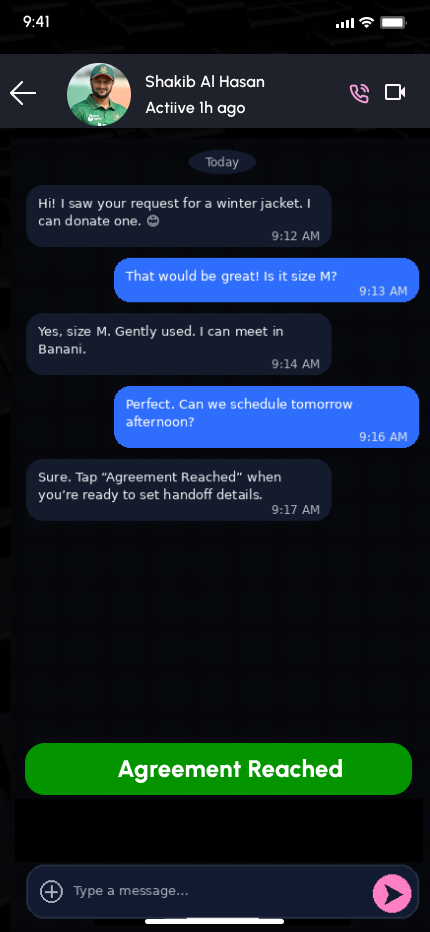 9:41
Shakib Al Hasan
Actiive 1h ago
Today
Hi! I saw your request for a winter jacket. I
can donate one. 😊
9:12 AM
That would be great! Is it size M?
9:13 AM
Yes, size M. Gently used. I can meet in
Banani.
9:14 AM
Perfect. Can we schedule tomorrow
afternoon?
9:16 AM
Sure. Tap “Agreement Reached” when
you’re ready to set handoff details.
9:17 AM
Agreement Reached
Type a message...